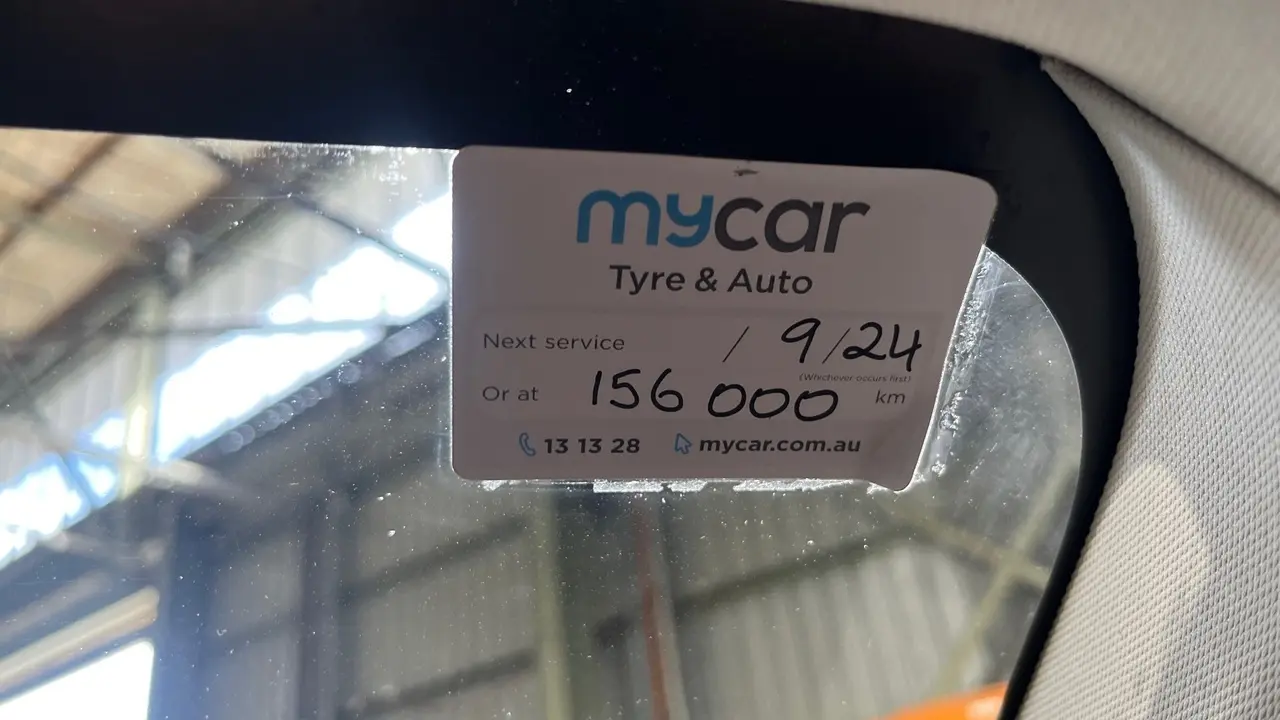 mycar
Tyre & Auto
Next service / 9/24
(Whichever occurs first)
Or at 156 000 km
13 13 28 mycar.com.au